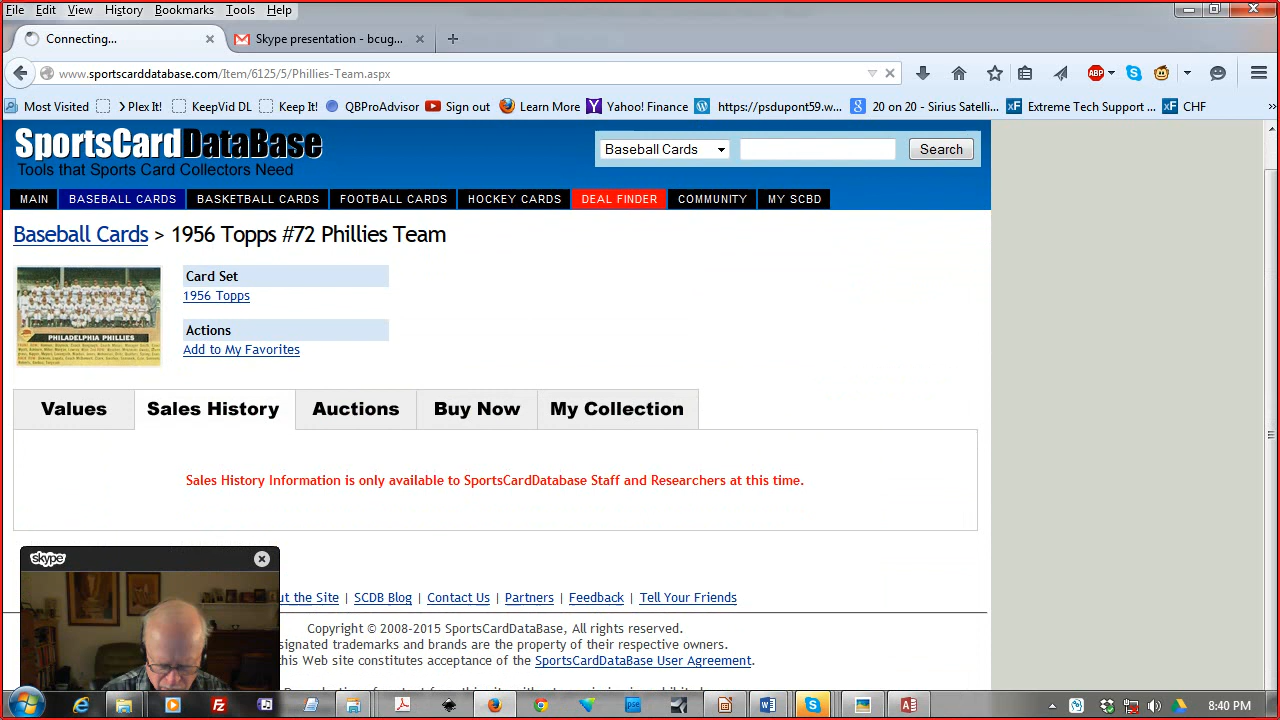 File Edit View History Bookmarks Tools Help
Connecting... Skype presentation - bcug...
www.sportscarddatabase.com/Item/6125/5/Phillies-Team.aspx ABP
Most Visited Plex It! KeepVid DL Keep It! QBProAdvisor Sign out Learn More Yahoo! Finance https://psdupont59.w... 20 on 20 - Sirius Satelli... Extreme Tech Support ... CHF
SportsCardDataBase
Tools that Sports Card Collectors Need
Baseball Cards Search
MAIN BASEBALL CARDS BASKETBALL CARDS FOOTBALL CARDS HOCKEY CARDS DEAL FINDER COMMUNITY MY SCBD
Baseball Cards > 1956 Topps #72 Phillies Team
Card Set
1956 Topps
Actions
Add to My Favorites
PHILADELPHIA PHILLIES
Values Sales History Auctions Buy Now My Collection
Sales History Information is only available to SportsCardDatabase Staff and Researchers at this time.
skype
ut the Site | SCDB Blog | Contact Us | Partners | Feedback | Tell Your Friends
Copyright © 2008-2015 SportsCardDataBase, All rights reserved.
signated trademarks and brands are the property of their respective owners.
this Web site constitutes acceptance of the SportsCardDataBase User Agreement.
8:40 PM